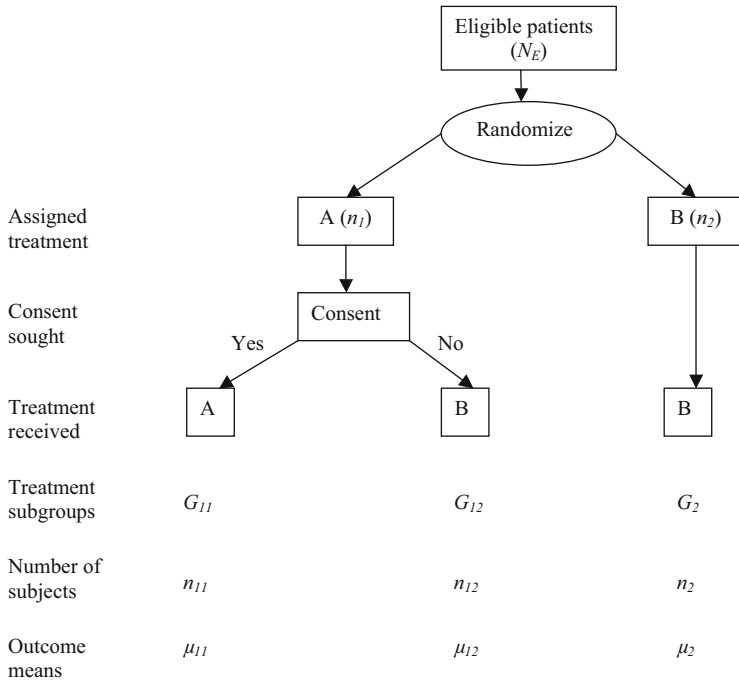 Eligible patients
(N_E)
Randomize
Assigned
treatment
A (n_1)
B (n_2)
Consent
sought
Consent
Yes
No
Treatment
received
A
B
B
Treatment
subgroups
G_11
G_12
G_2
Number of
subjects
n_11
n_12
n_2
Outcome
means
μ_11
μ_12
μ_2